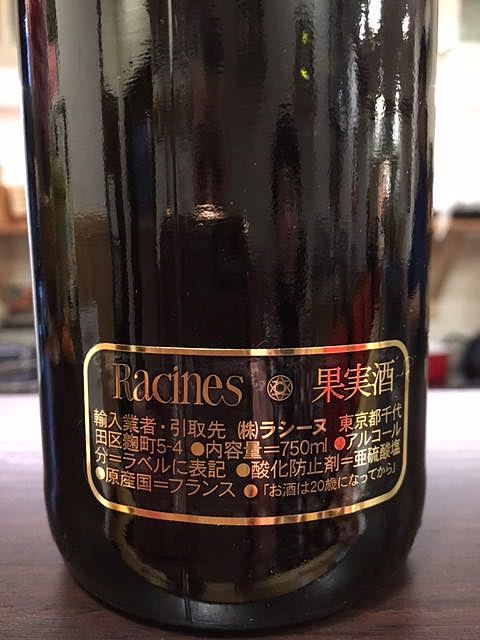 Racines 果実酒
輸入業者・引取先 ㈱ラシーヌ 東京都千代
田区麹町5-4 ●内容量=750ml ●アルコール
分=ラベルに表記 ●酸化防止剤=亜硫酸塩
●原産国=フランス ●「お酒は20歳になってから」